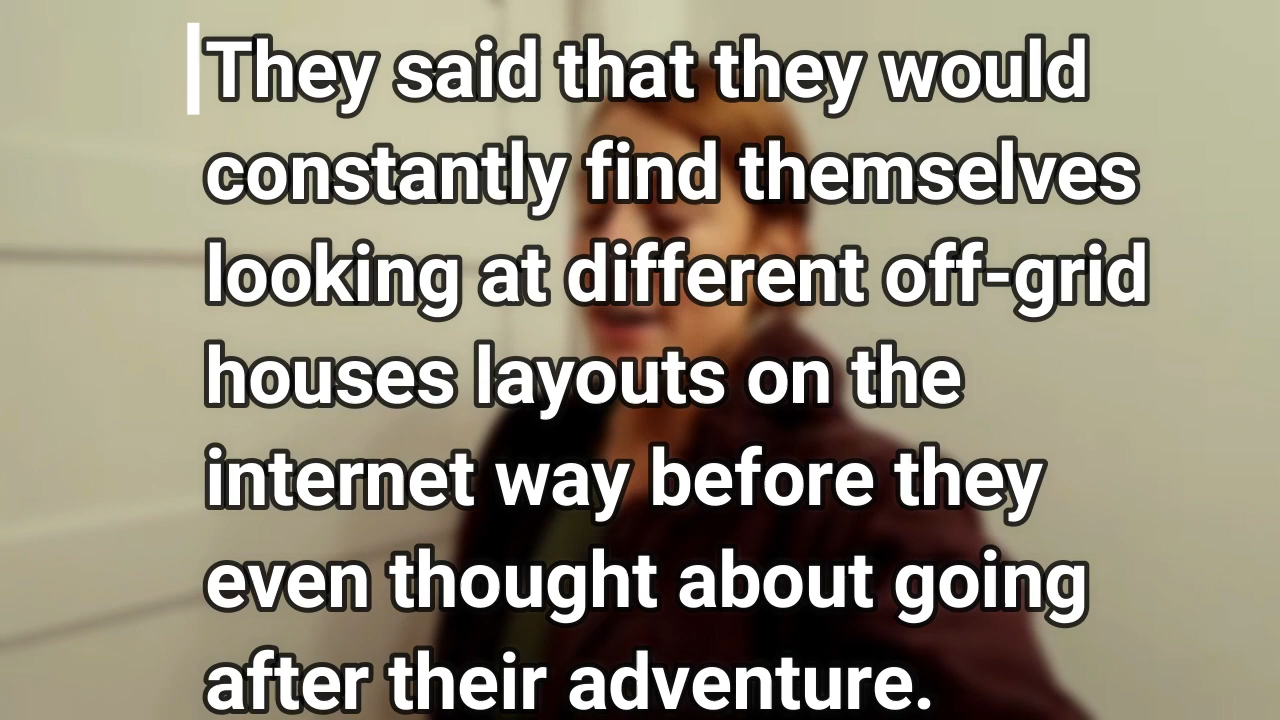 They said that they would
constantly find themselves
looking at different off-grid
houses layouts on the
internet way before they
even thought about going
after their adventure.